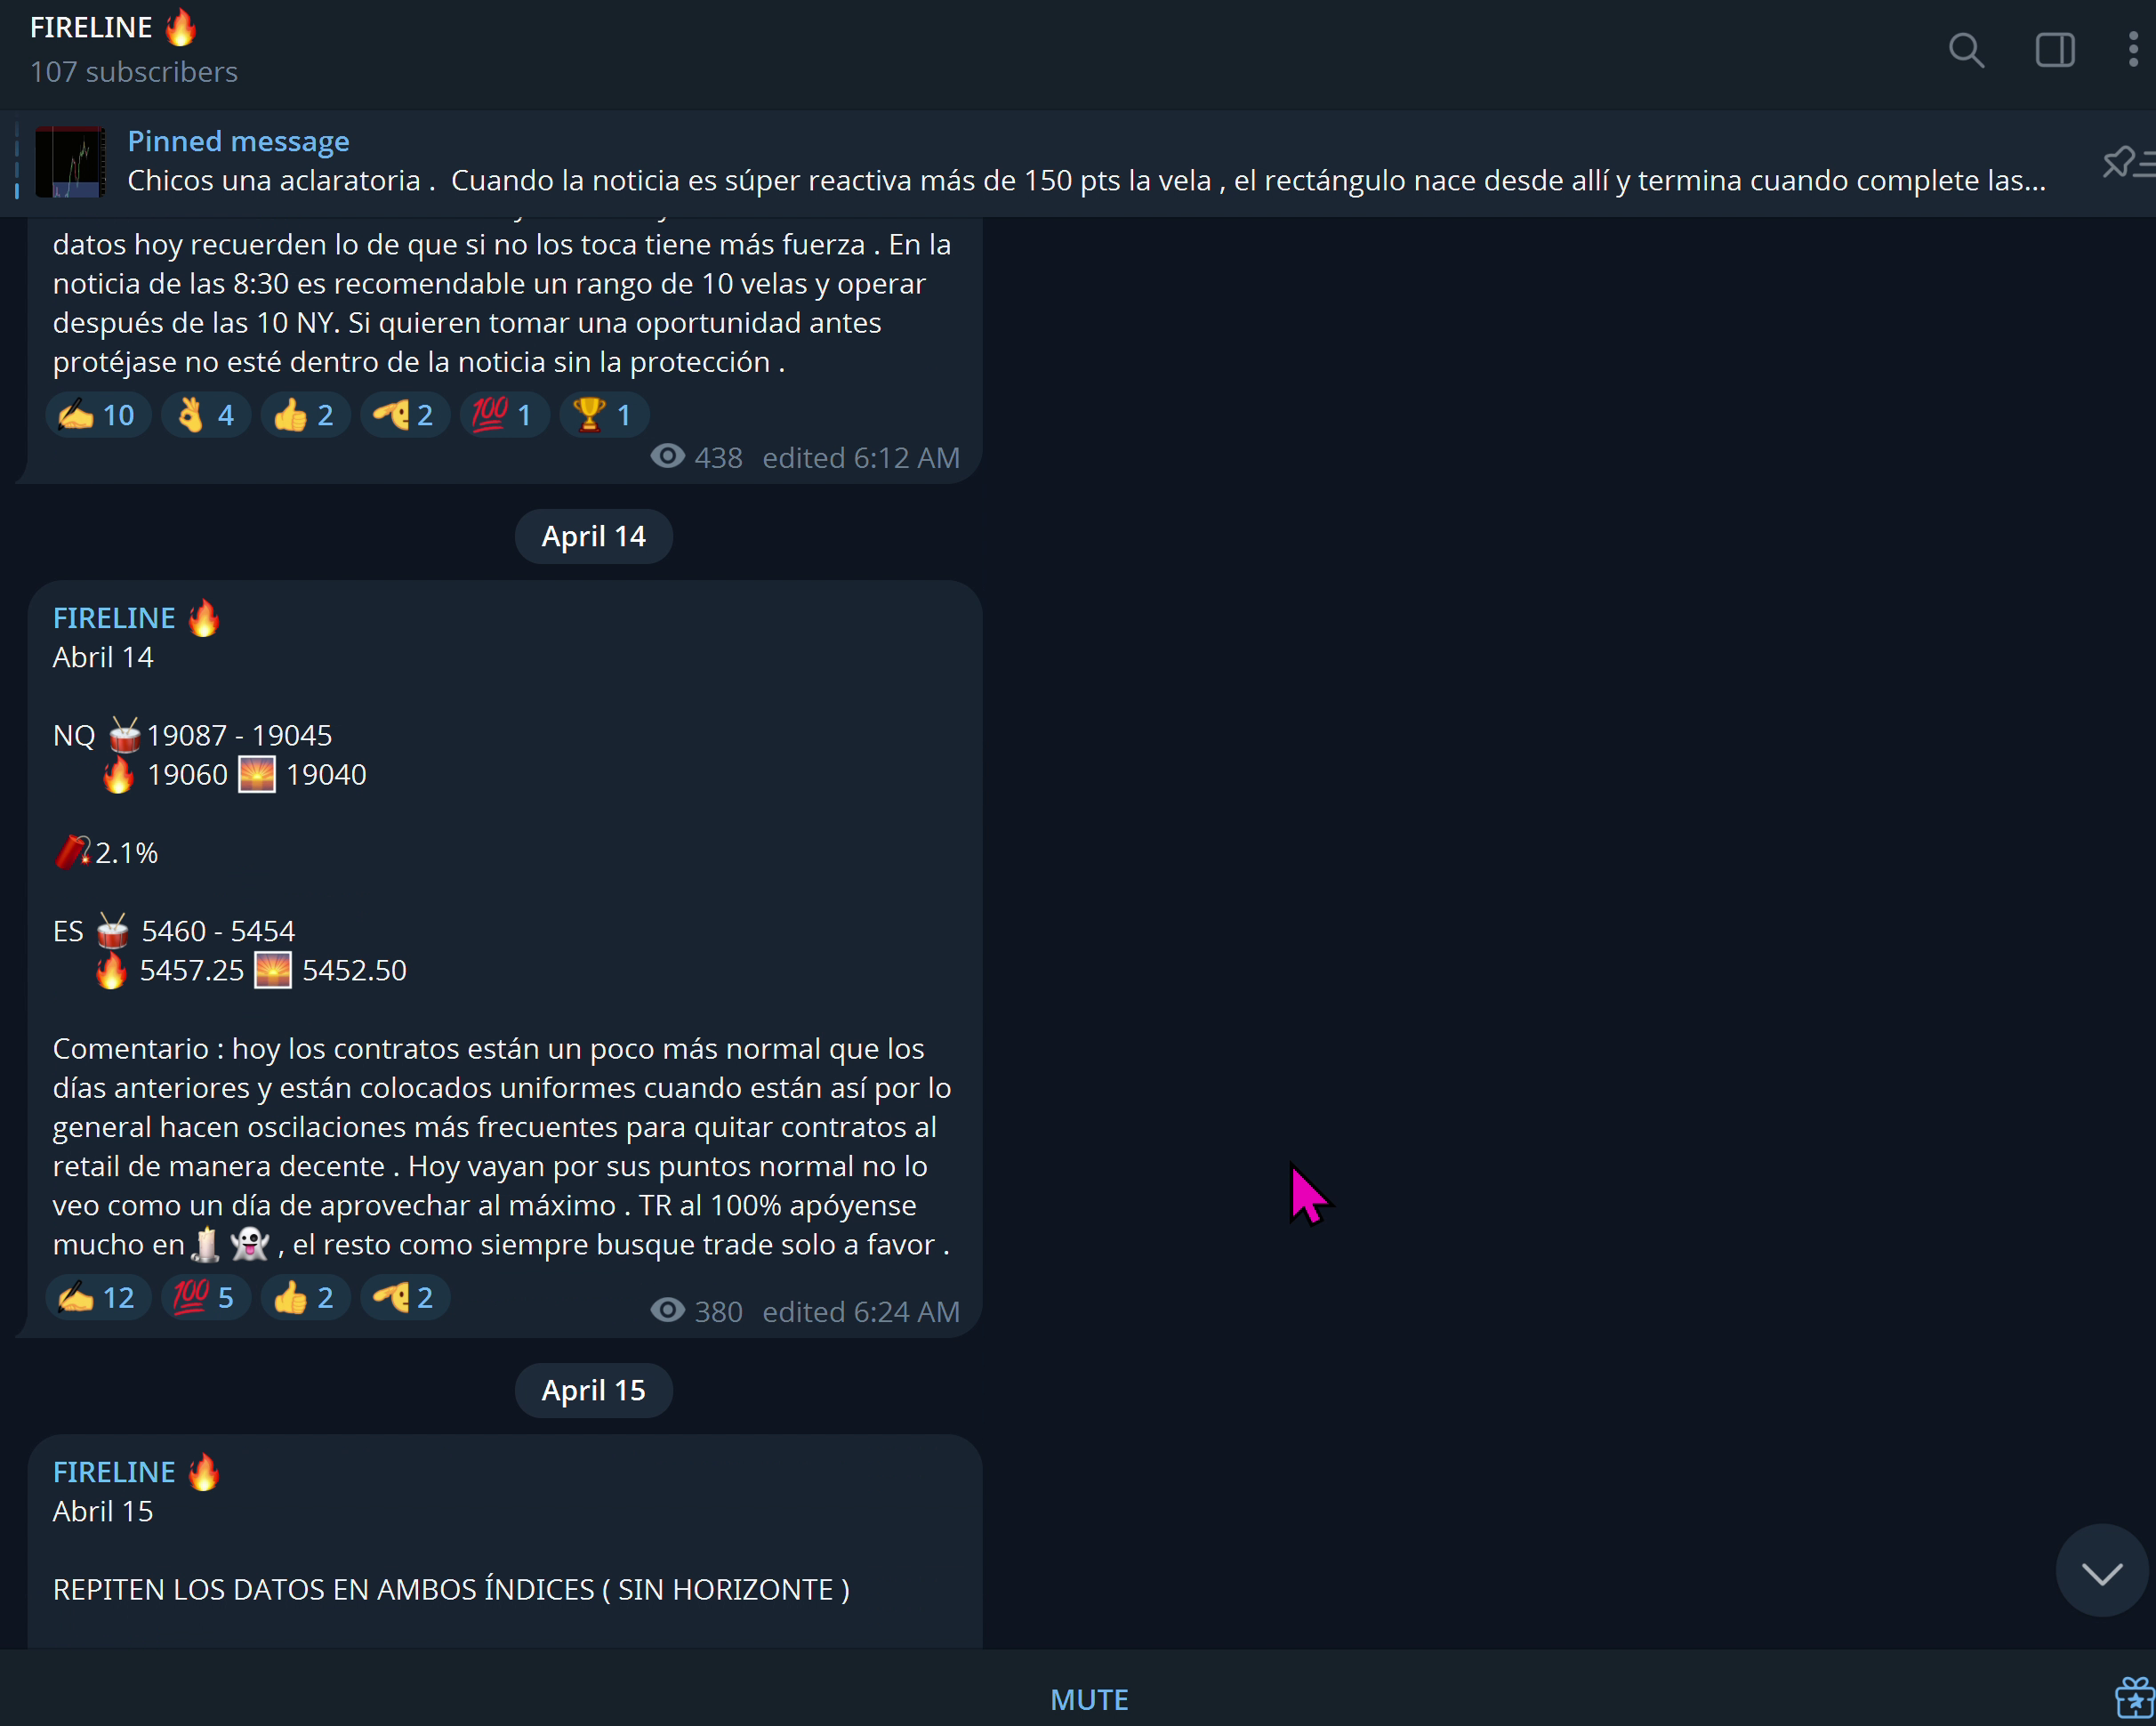 FIRELINE 🔥
107 subscribers
Pinned message
Chicos una aclaratoria .  Cuando la noticia es súper reactiva más de 150 pts la vela , el rectángulo nace desde allí y termina cuando complete las...
datos hoy recuerden lo de que si no los toca tiene más fuerza . En la
noticia de las 8:30 es recomendable un rango de 10 velas y operar
después de las 10 NY. Si quieren tomar una oportunidad antes
protéjase no esté dentro de la noticia sin la protección .
✍️ 10 👌 4 👍 2 🫳 2 💯 1 🏆 1
438 edited 6:12 AM
April 14
FIRELINE 🔥
Abril 14
NQ 🥁 19087 - 19045
🔥 19060 🌅 19040
🧨 2.1%
ES 🥁 5460 - 5454
🔥 5457.25 🌅 5452.50
Comentario : hoy los contratos están un poco más normal que los
días anteriores y están colocados uniformes cuando están así por lo
general hacen oscilaciones más frecuentes para quitar contratos al
retail de manera decente . Hoy vayan por sus puntos normal no lo
veo como un día de aprovechar al máximo . TR al 100% apóyense
mucho en 🕯️ 👻 , el resto como siempre busque trade solo a favor .
✍️ 12 💯 5 👍 2 🫳 2
380 edited 6:24 AM
April 15
FIRELINE 🔥
Abril 15
REPITEN LOS DATOS EN AMBOS ÍNDICES ( SIN HORIZONTE )
MUTE